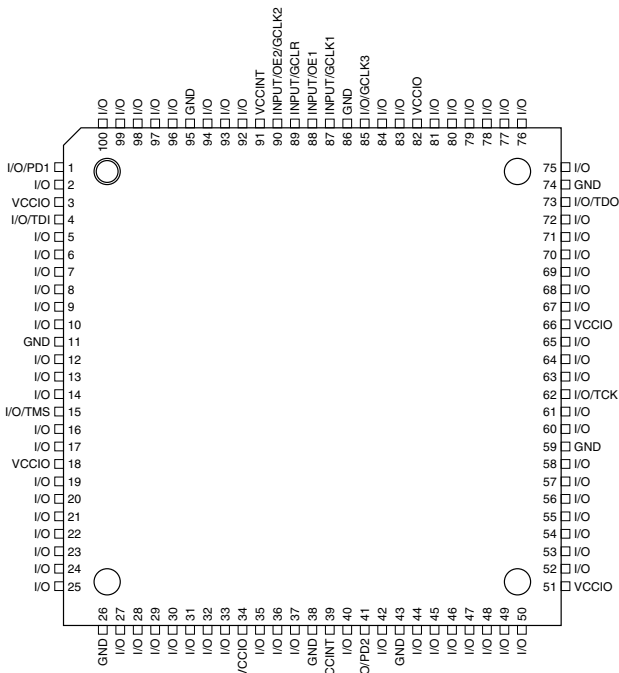 100 I/O
99 I/O
98 I/O
97 I/O
96 I/O
95 GND
94 I/O
93 I/O
92 I/O
91 VCCINT
90 INPUT/OE2/GCLK2
89 INPUT/GCLR
88 INPUT/OE1
87 INPUT/GCLK1
86 GND
85 I/O/GCLK3
84 I/O
83 I/O
82 VCCIO
81 I/O
80 I/O
79 I/O
78 I/O
77 I/O
76 I/O
I/O/PD1 1
I/O 2
VCCIO 3
I/O/TDI 4
I/O 5
I/O 6
I/O 7
I/O 8
I/O 9
I/O 10
GND 11
I/O 12
I/O 13
I/O 14
I/O/TMS 15
I/O 16
I/O 17
VCCIO 18
I/O 19
I/O 20
I/O 21
I/O 22
I/O 23
I/O 24
I/O 25
75 I/O
74 GND
73 I/O/TDO
72 I/O
71 I/O
70 I/O
69 I/O
68 I/O
67 I/O
66 VCCIO
65 I/O
64 I/O
63 I/O
62 I/O/TCK
61 I/O
60 I/O
59 GND
58 I/O
57 I/O
56 I/O
55 I/O
54 I/O
53 I/O
52 I/O
51 VCCIO
GND 26
I/O 27
I/O 28
I/O 29
I/O 30
I/O 31
I/O 32
I/O 33
VCCIO 34
I/O 35
I/O 36
I/O 37
GND 38
CCINT 39
I/O 40
O/PD2 41
I/O 42
GND 43
I/O 44
I/O 45
I/O 46
I/O 47
I/O 48
I/O 49
I/O 50